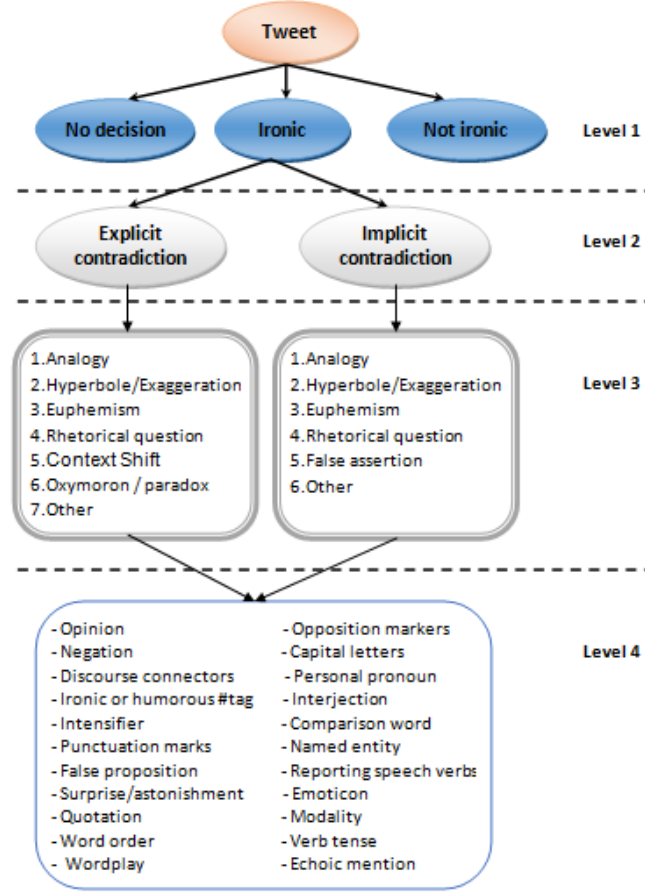 Tweet
No decision
Ironic
Not ironic
Level 1
Explicit
contradiction
Implicit
contradiction
Level 2
1.Analogy
2.Hyperbole/Exaggeration
3.Euphemism
4.Rhetorical question
5.Context Shift
6.Oxymoron / paradox
7.Other
1.Analogy
2.Hyperbole/Exaggeration
3.Euphemism
4.Rhetorical question
5.False assertion
6.Other
Level 3
- Opinion
- Negation
- Discourse connectors
- Ironic or humorous #tag
- Intensifier
- Punctuation marks
- False proposition
- Surprise/astonishment
- Quotation
- Word order
- Wordplay
- Opposition markers
- Capital letters
- Personal pronoun
- Interjection
- Comparison word
- Named entity
- Reporting speech verbs
- Emoticon
- Modality
- Verb tense
- Echoic mention
Level 4